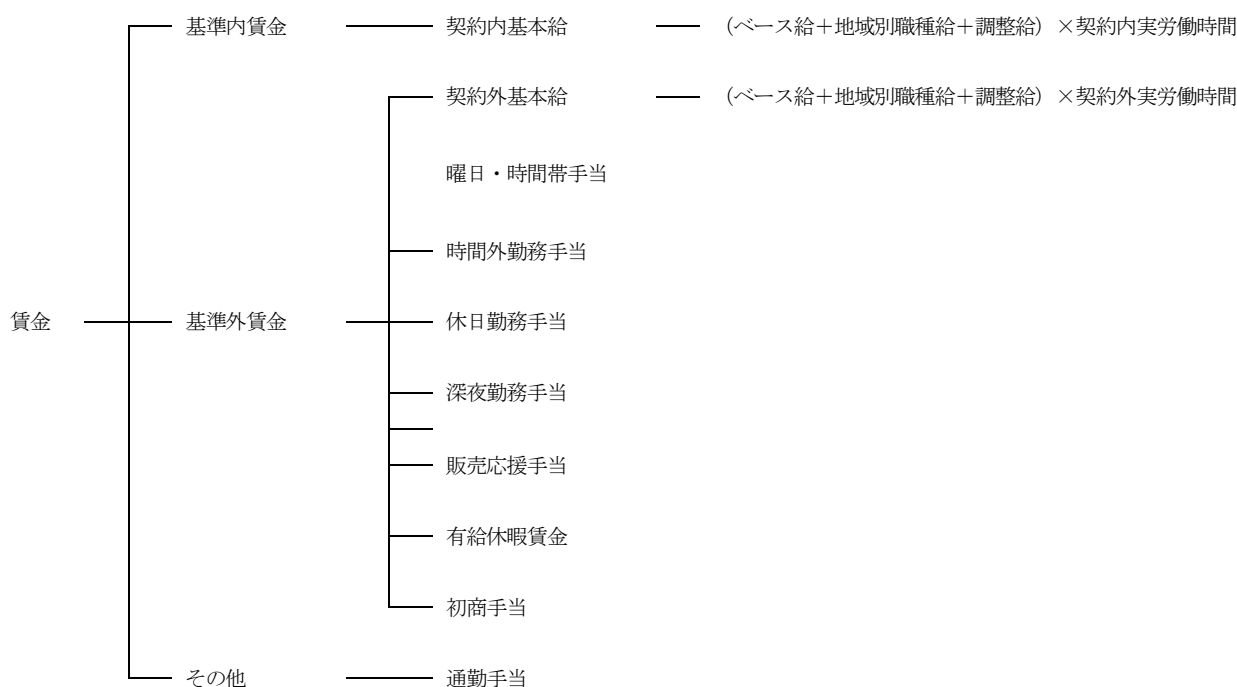 基準内賃金 契約内基本給 (ベース給+地域別職種給+調整給)×契約内実労働時間
契約外基本給 (ベース給+地域別職種給+調整給)×契約外実労働時間
曜日・時間帯手当
時間外勤務手当
賃金 基準外賃金 休日勤務手当
深夜勤務手当
販売応援手当
有給休暇賃金
初商手当
その他 通勤手当